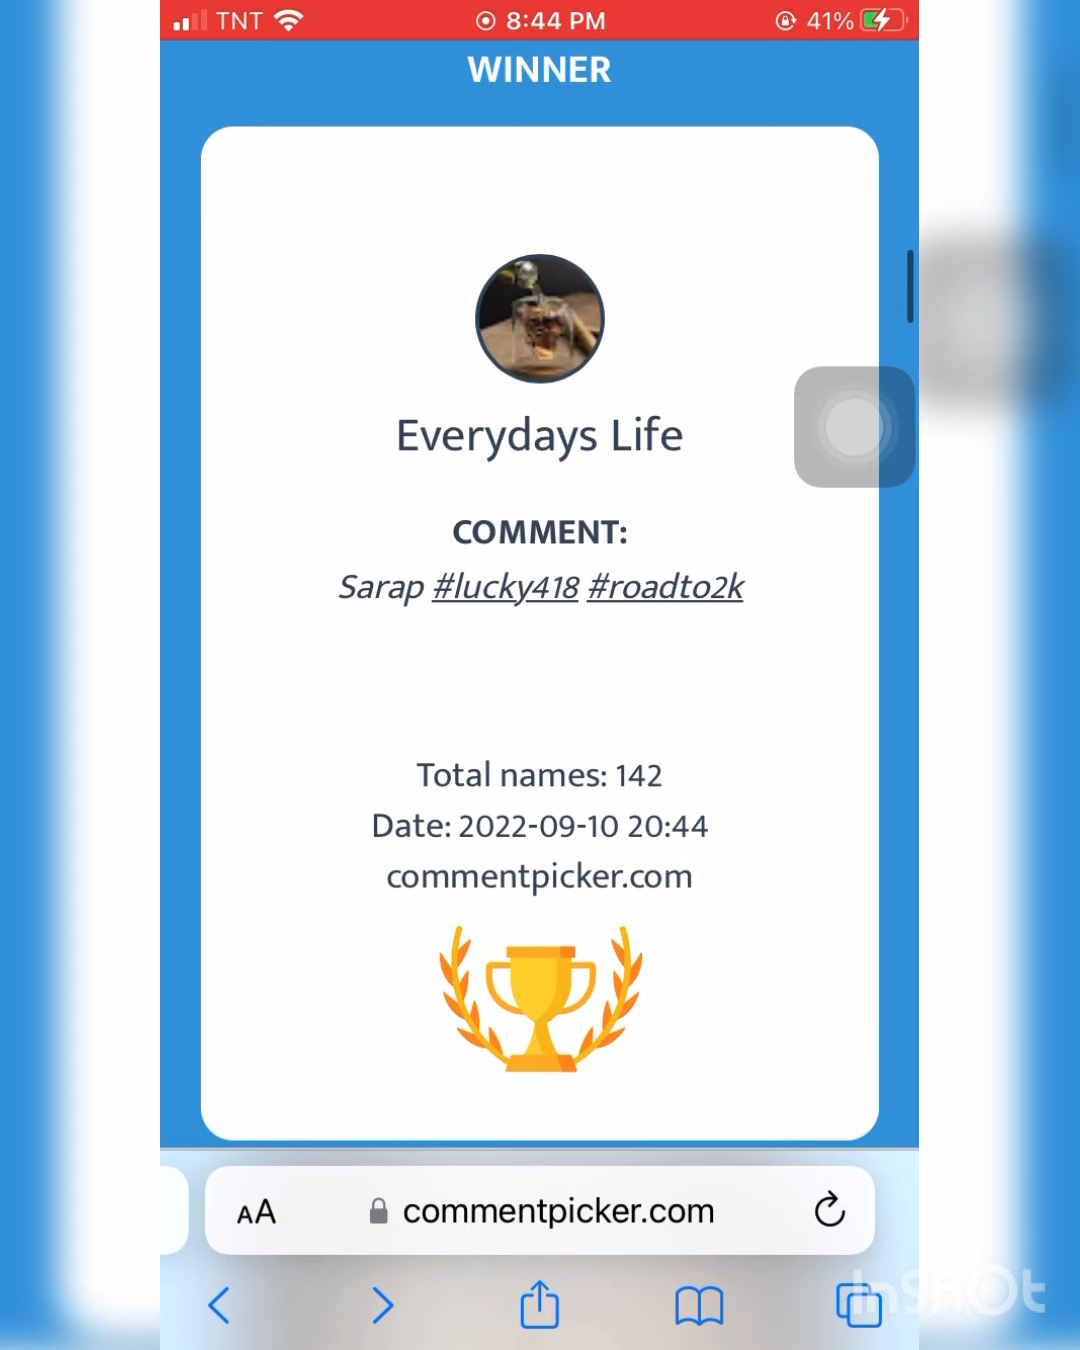 TNT 8:44 PM 41%
WINNER
Everydays Life
COMMENT:
Sarap #lucky418 #roadto2k
Total names: 142
Date: 2022-09-10 20:44
commentpicker.com
AA commentpicker.com
InShOt